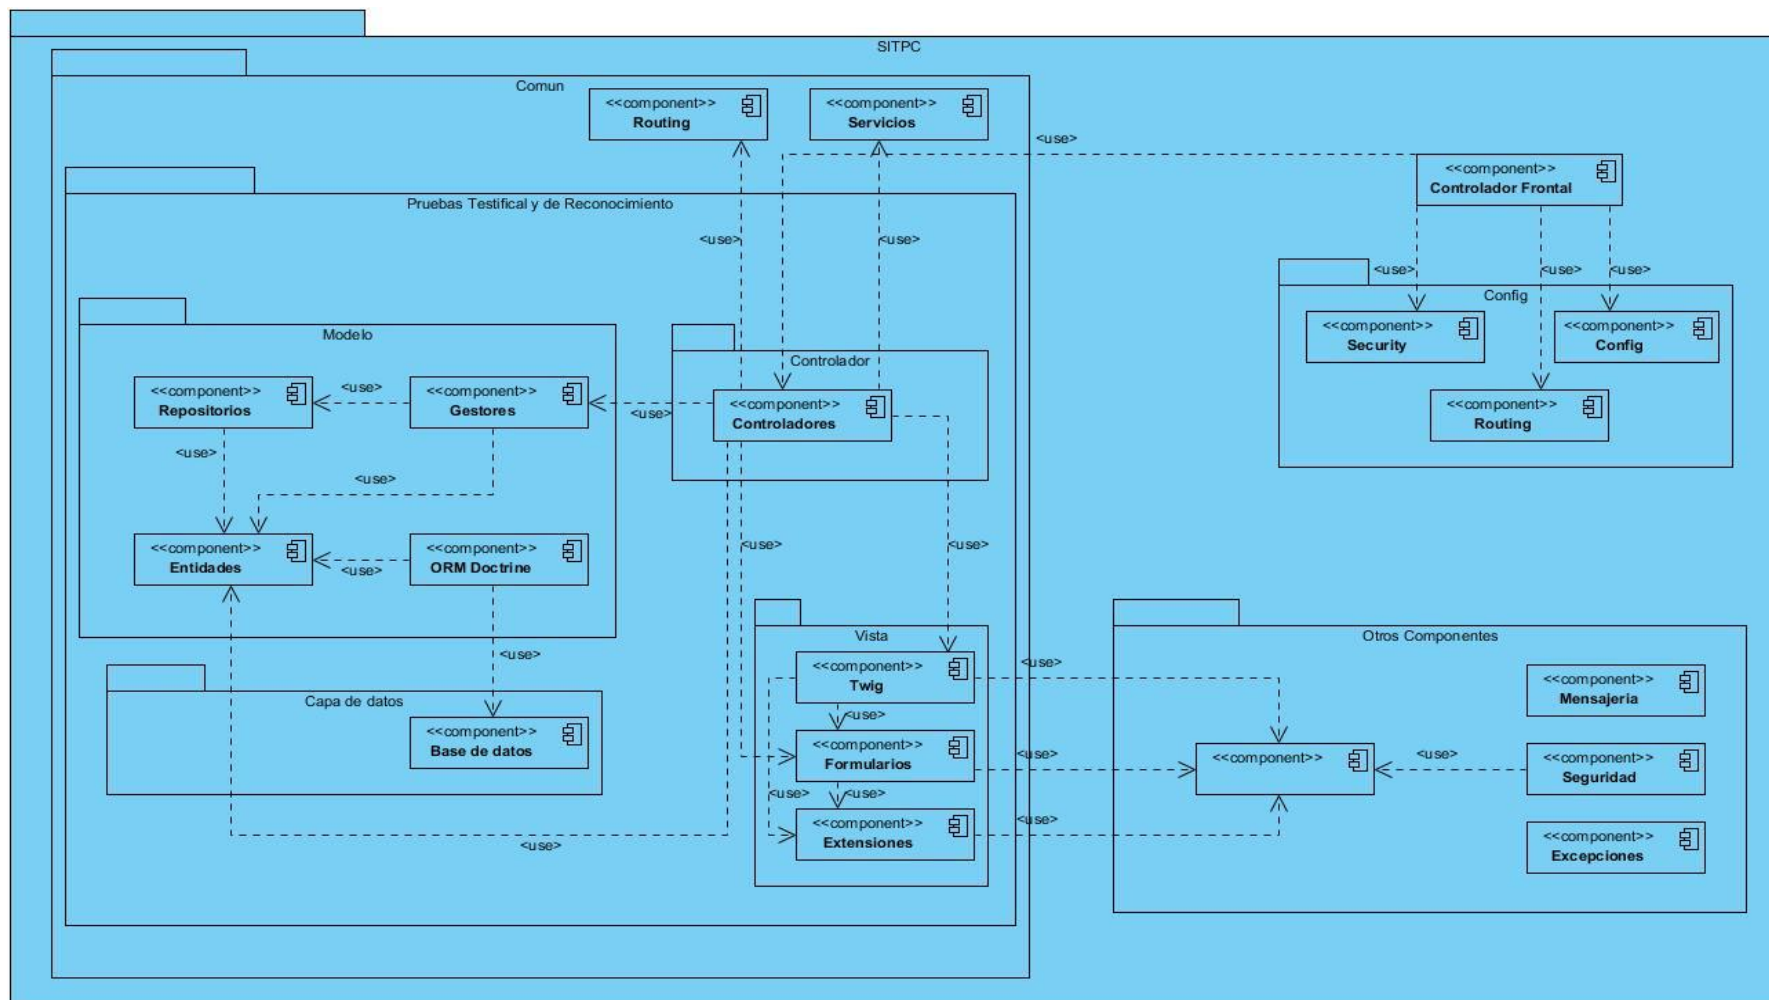 SITPC
Comun
<<component>>
Routing
<<component>>
Servicios
<use>
<<component>>
Controlador Frontal
Pruebas Testifical y de Reconocimiento
<use>
<use>
<use>
<use>
<use>
Config
<<component>>
Security
<<component>>
Config
<<component>>
Routing
Modelo
<<component>>
Repositorios
<use>
<<component>>
Gestores
<use>
Controlador
<<component>>
Controladores
<use>
<use>
<<component>>
Entidades
<use>
<<component>>
ORM Doctrine
<use>
<use>
<use>
Capa de datos
<<component>>
Base de datos
Vista
<<component>>
Twig
<use>
<use>
<<component>>
Formularios
<use>
<use>
<use>
<<component>>
Extensiones
<use>
<use>
Otros Componentes
<<component>>
Mensajeria
<<component>>
<use>
<<component>>
Seguridad
<<component>>
Excepciones